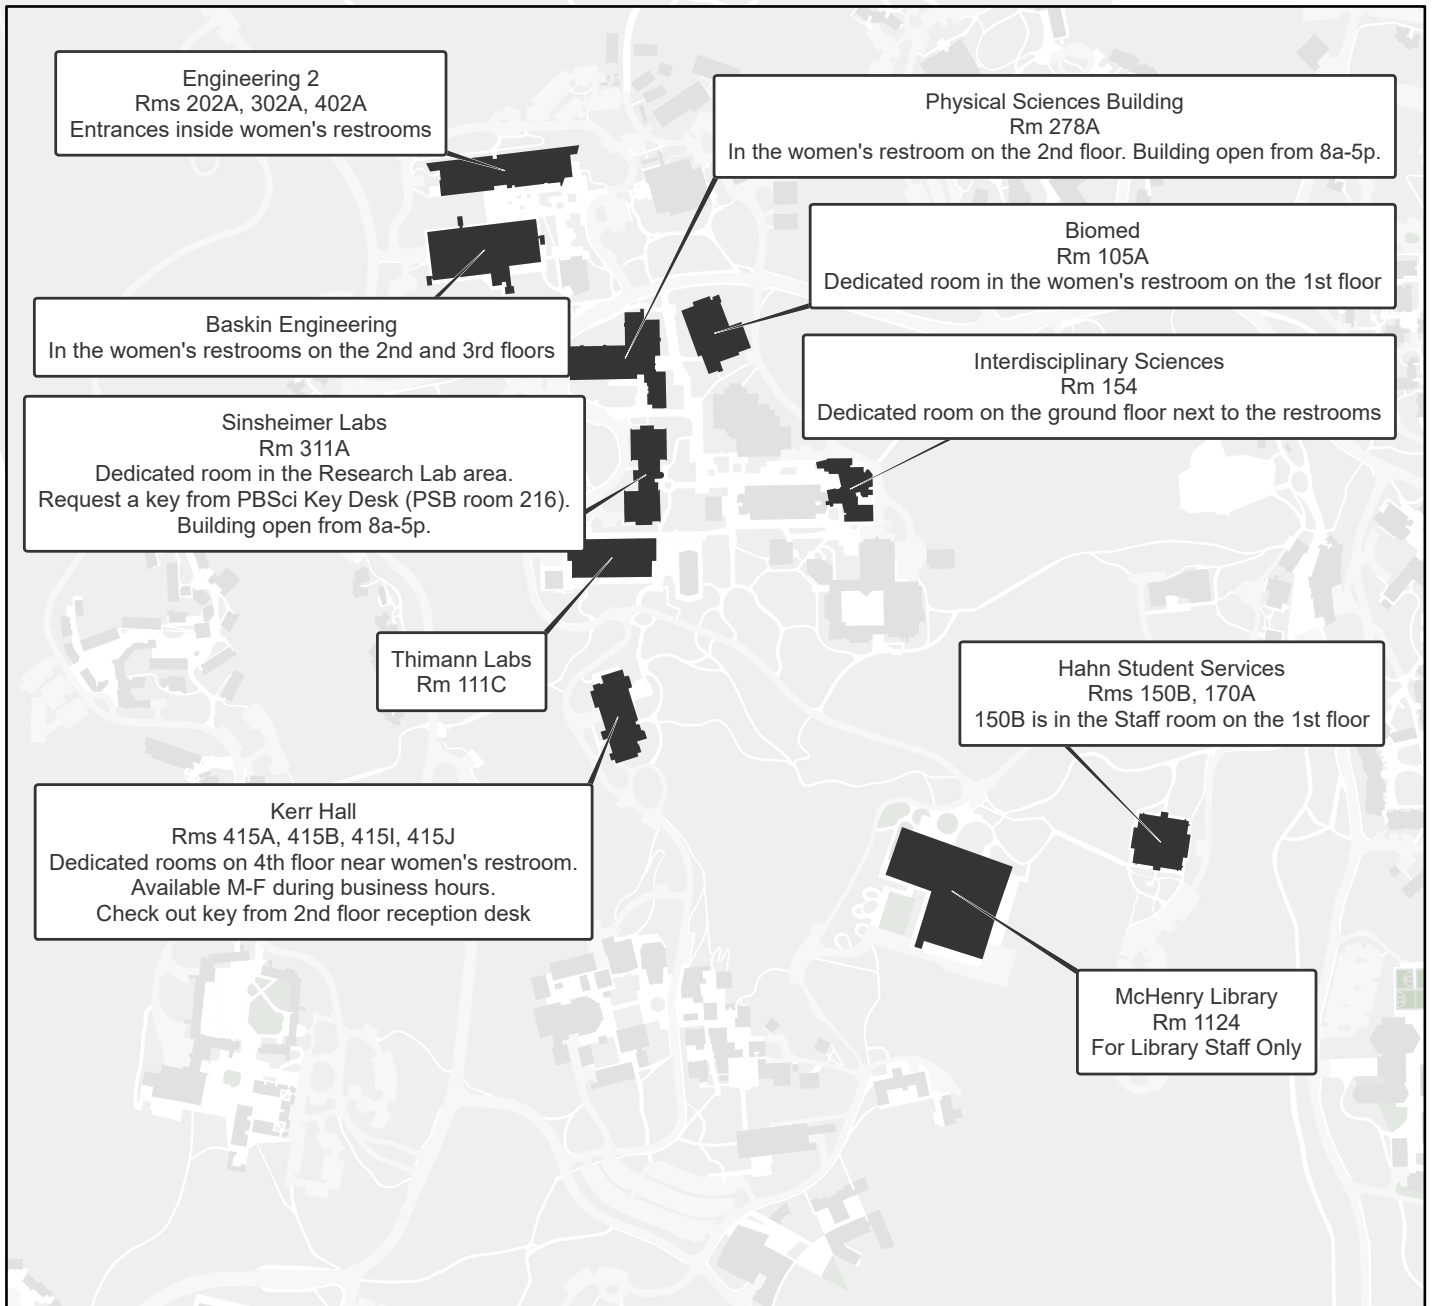 Engineering 2
Rms 202A, 302A, 402A
Entrances inside women's restrooms
Physical Sciences Building
Rm 278A
In the women's restroom on the 2nd floor. Building open from 8a-5p.
Biomed
Rm 105A
Dedicated room in the women's restroom on the 1st floor
Baskin Engineering
In the women's restrooms on the 2nd and 3rd floors
Interdisciplinary Sciences
Rm 154
Dedicated room on the ground floor next to the restrooms
Sinsheimer Labs
Rm 311A
Dedicated room in the Research Lab area.
Request a key from PBSci Key Desk (PSB room 216).
Building open from 8a-5p.
Thimann Labs
Rm 111C
Hahn Student Services
Rms 150B, 170A
150B is in the Staff room on the 1st floor
Kerr Hall
Rms 415A, 415B, 415I, 415J
Dedicated rooms on 4th floor near women's restroom.
Available M-F during business hours.
Check out key from 2nd floor reception desk
McHenry Library
Rm 1124
For Library Staff Only